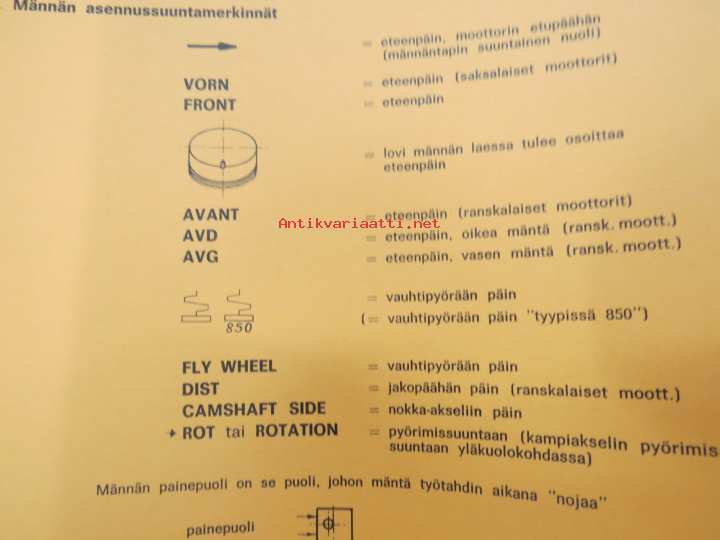 Männän asennussuuntamerkinnät
= eteenpäin, moottorin etupäähän
(männäntapin suuntainen nuoli)
VORN = eteenpäin (saksalaiset moottorit)
FRONT = eteenpäin
= lovi männän laessa tulee osoittaa
eteenpäin
AVANT = eteenpäin (ranskalaiset moottorit)
Antikvariaatti.net
AVD = eteenpäin, oikea mäntä (ransk. moott.)
AVG = eteenpäin, vasen mäntä (ransk. moott.)
= vauhtipyörään päin
850 (= vauhtipyörään päin "tyypissä 850")
FLY WHEEL = vauhtipyörään päin
DIST = jakopäähän päin (ranskalaiset moott.)
CAMSHAFT SIDE = nokka-akseliin päin
ROT tai ROTATION = pyörimissuuntaan (kampiakselin pyörimis
suuntaan yläkuolokohdassa)
Männän painepuoli on se puoli, johon mäntä työtahdin aikana "nojaa"
painepuoli